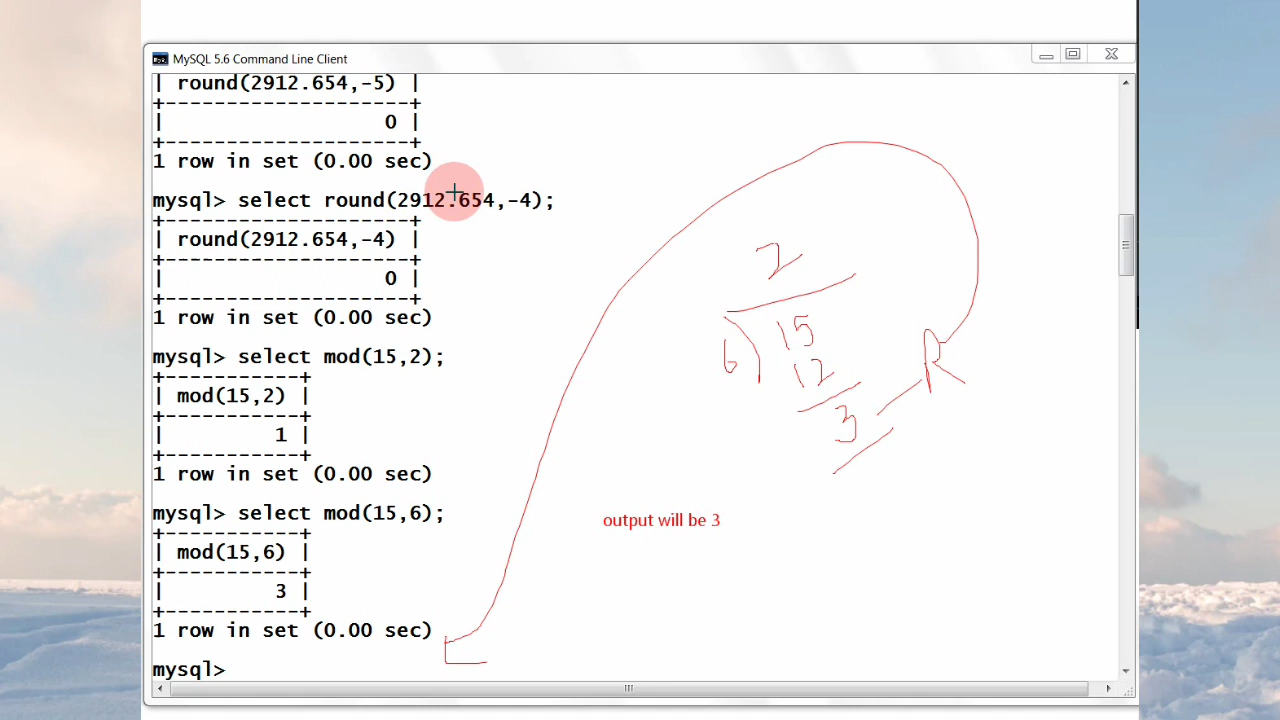 MySQL 5.6 Command Line Client
| round(2912.654,-5) |
+--------------------+
| 0 |
+--------------------+
1 row in set (0.00 sec)
mysql> select round(2912.654,-4);
+--------------------+
| round(2912.654,-4) |
+--------------------+
| 0 |
+--------------------+
1 row in set (0.00 sec)
mysql> select mod(15,2);
+-----------+
| mod(15,2) |
+-----------+
| 1 |
+-----------+
1 row in set (0.00 sec)
mysql> select mod(15,6);
+-----------+
| mod(15,6) |
+-----------+
| 3 |
+-----------+
1 row in set (0.00 sec)
mysql>
2
6) 15
12
3
R
output will be 3